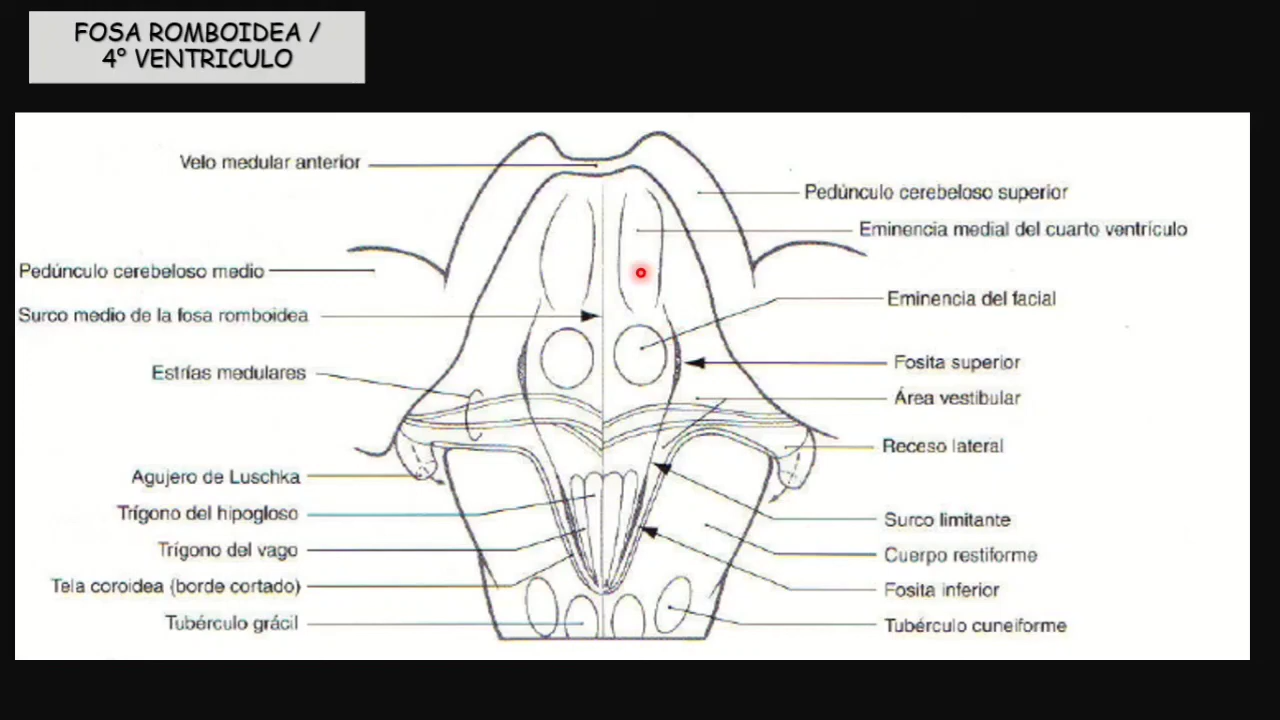 FOSA ROMBOIDEA /
4° VENTRICULO
Velo medular anterior
Pedúnculo cerebeloso medio
Surco medio de la fosa romboidea
Estrías medulares
Agujero de Luschka
Trígono del hipogloso
Trígono del vago
Tela coroidea (borde cortado)
Tubérculo grácil
Pedúnculo cerebeloso superior
Eminencia medial del cuarto ventrículo
Eminencia del facial
Fosita superior
Área vestibular
Receso lateral
Surco limitante
Cuerpo restiforme
Fosita inferior
Tubérculo cuneiforme